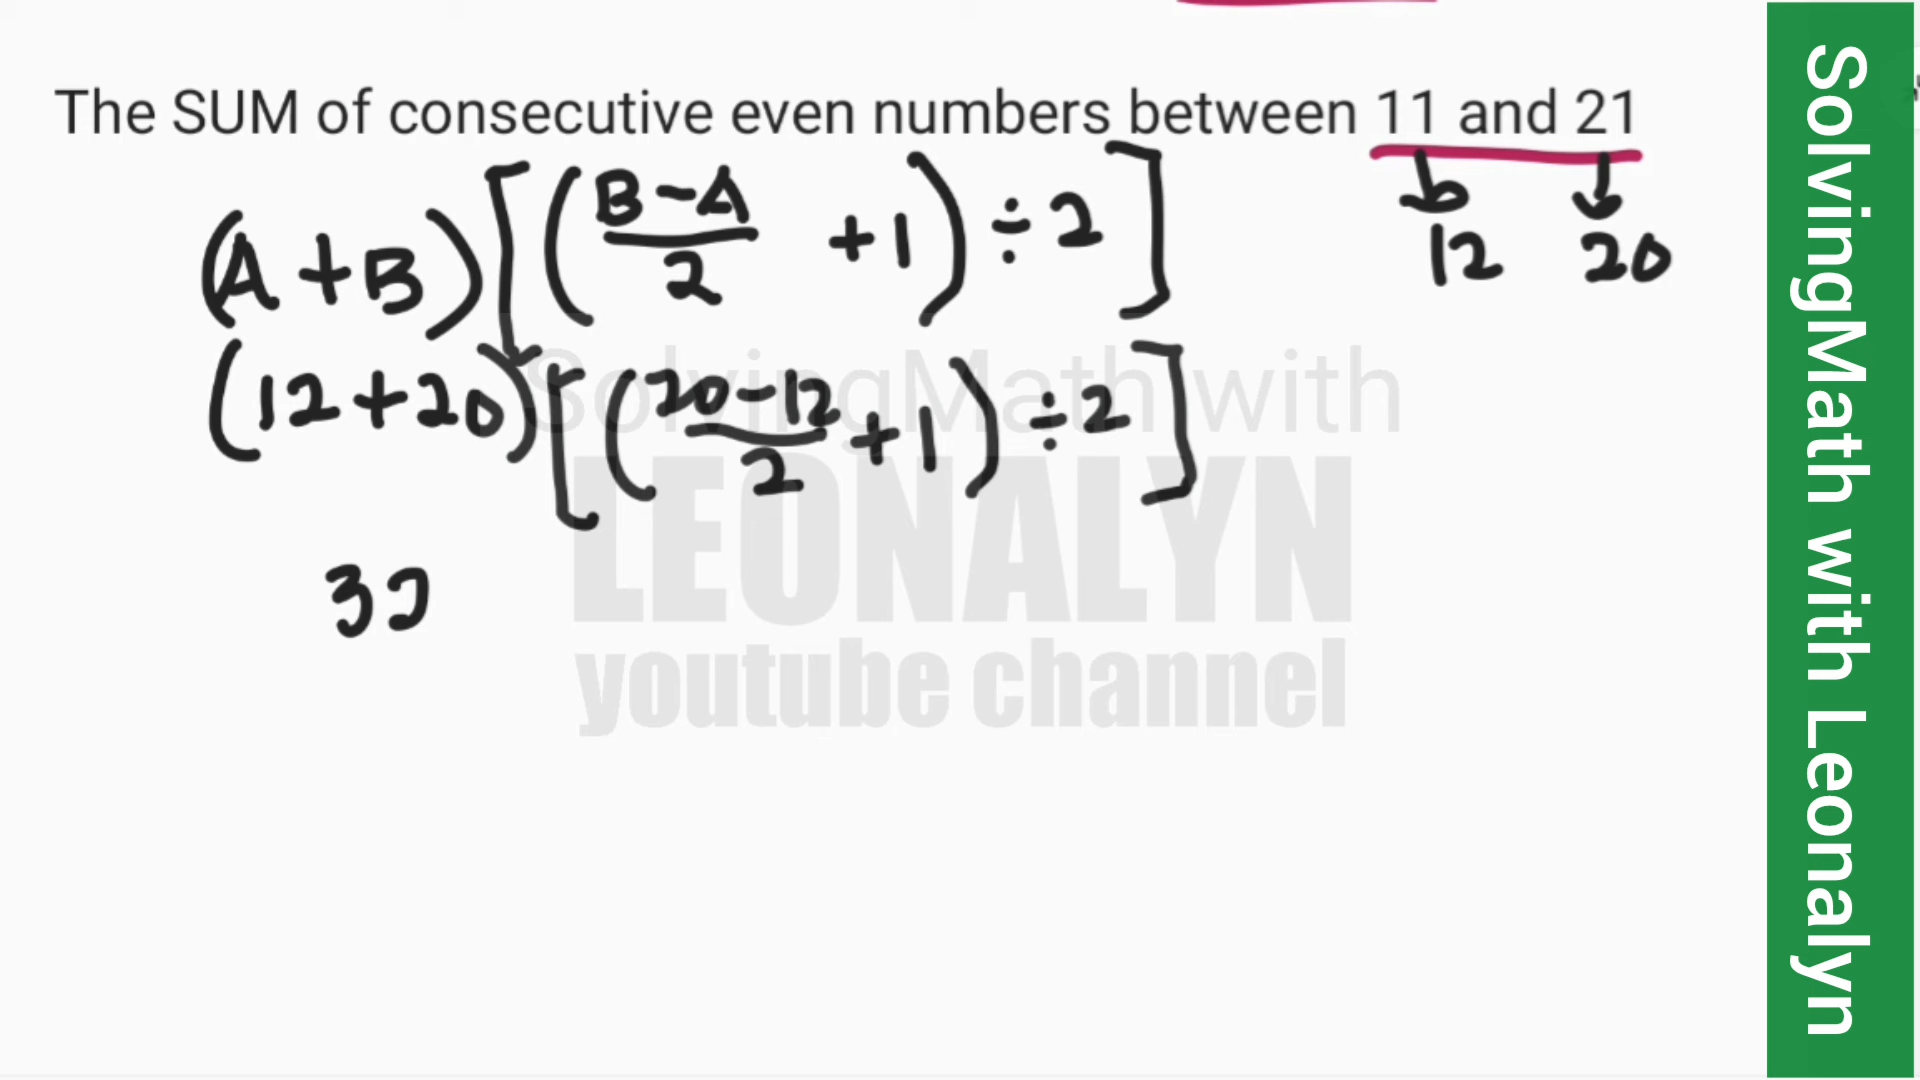 The SUM of consecutive even numbers between 11 and 21
12 20
(A+B)[(B-A/2 +1)÷2]
(12+20)[(20-12/2 +1)÷2]
SolvingMath with
LEONALYN
youtube channel
SolvingMath with Leonalyn